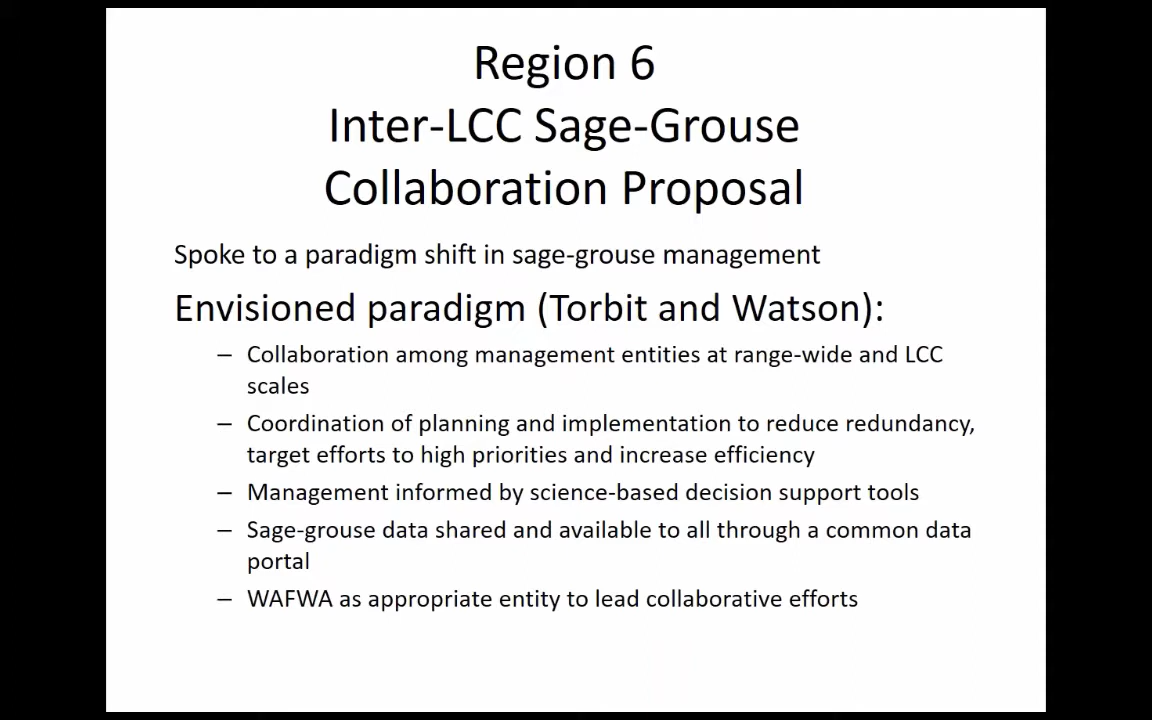 Region 6
Inter-LCC Sage-Grouse
Collaboration Proposal
Spoke to a paradigm shift in sage-grouse management
Envisioned paradigm (Torbit and Watson):
– Collaboration among management entities at range-wide and LCC
scales
– Coordination of planning and implementation to reduce redundancy,
target efforts to high priorities and increase efficiency
– Management informed by science-based decision support tools
– Sage-grouse data shared and available to all through a common data
portal
– WAFWA as appropriate entity to lead collaborative efforts